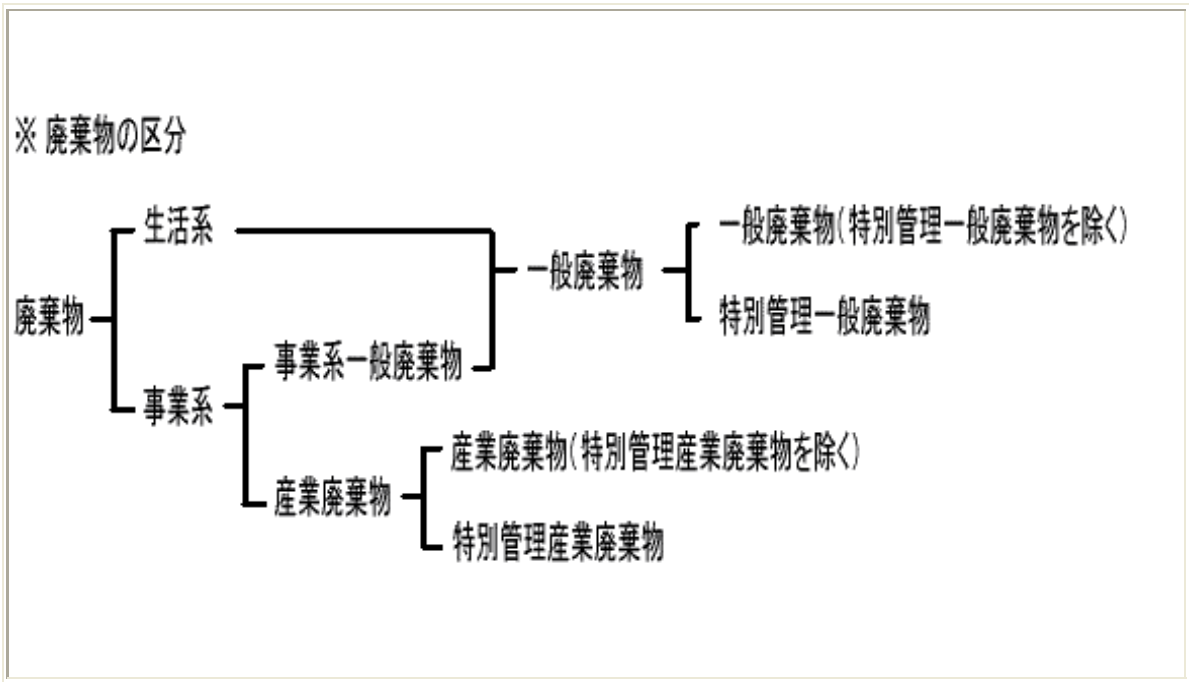 ※ 廃棄物の区分
生活系
一般廃棄物(特別管理一般廃棄物を除く)
一般廃棄物
廃棄物
特別管理一般廃棄物
事業系一般廃棄物
事業系
産業廃棄物(特別管理産業廃棄物を除く)
産業廃棄物
特別管理産業廃棄物